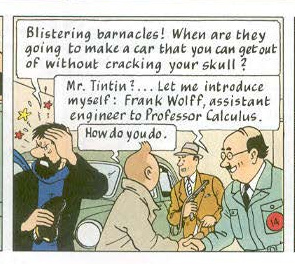 Blistering barnacles! When are they
going to make a car that you can get out
of without cracking your skull?
Mr. Tintin?... Let me introduce
myself: Frank Wolff, assistant
engineer to Professor Calculus.
How do you do.